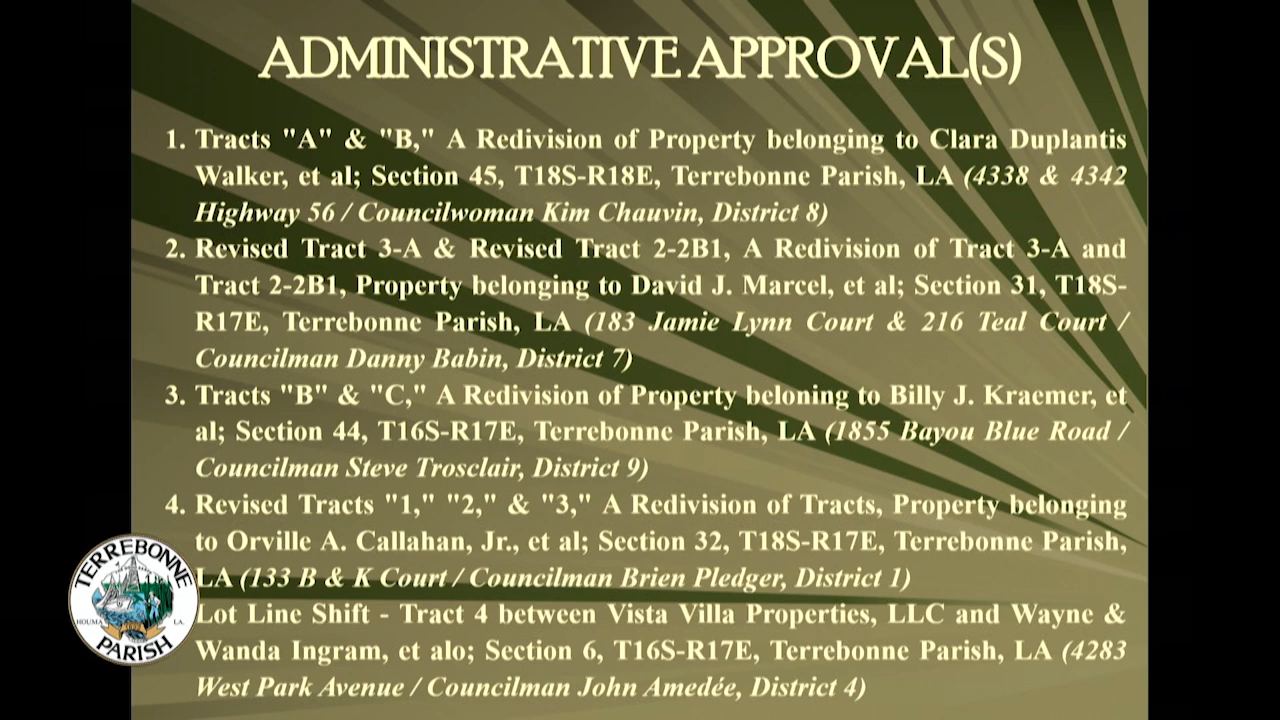 ADMINISTRATIVE APPROVAL(S)
1. Tracts "A" & "B," A Redivision of Property belonging to Clara Duplantis
Walker, et al; Section 45, T18S-R18E, Terrebonne Parish, LA (4338 & 4342
Highway 56 / Councilwoman Kim Chauvin, District 8)
2. Revised Tract 3-A & Revised Tract 2-2B1, A Redivision of Tract 3-A and
Tract 2-2B1, Property belonging to David J. Marcel, et al; Section 31, T18S-
R17E, Terrebonne Parish, LA (183 Jamie Lynn Court & 216 Teal Court /
Councilman Danny Babin, District 7)
3. Tracts "B" & "C," A Redivision of Property beloning to Billy J. Kraemer, et
al; Section 44, T16S-R17E, Terrebonne Parish, LA (1855 Bayou Blue Road /
Councilman Steve Trosclair, District 9)
4. Revised Tracts "1," "2," & "3," A Redivision of Tracts, Property belonging
to Orville A. Callahan, Jr., et al; Section 32, T18S-R17E, Terrebonne Parish,
LA (133 B & K Court / Councilman Brien Pledger, District 1)
Lot Line Shift - Tract 4 between Vista Villa Properties, LLC and Wayne &
Wanda Ingram, et alo; Section 6, T16S-R17E, Terrebonne Parish, LA (4283
West Park Avenue / Councilman John Amedée, District 4)
TERREBONNE
HOUMA LA.
PARISH